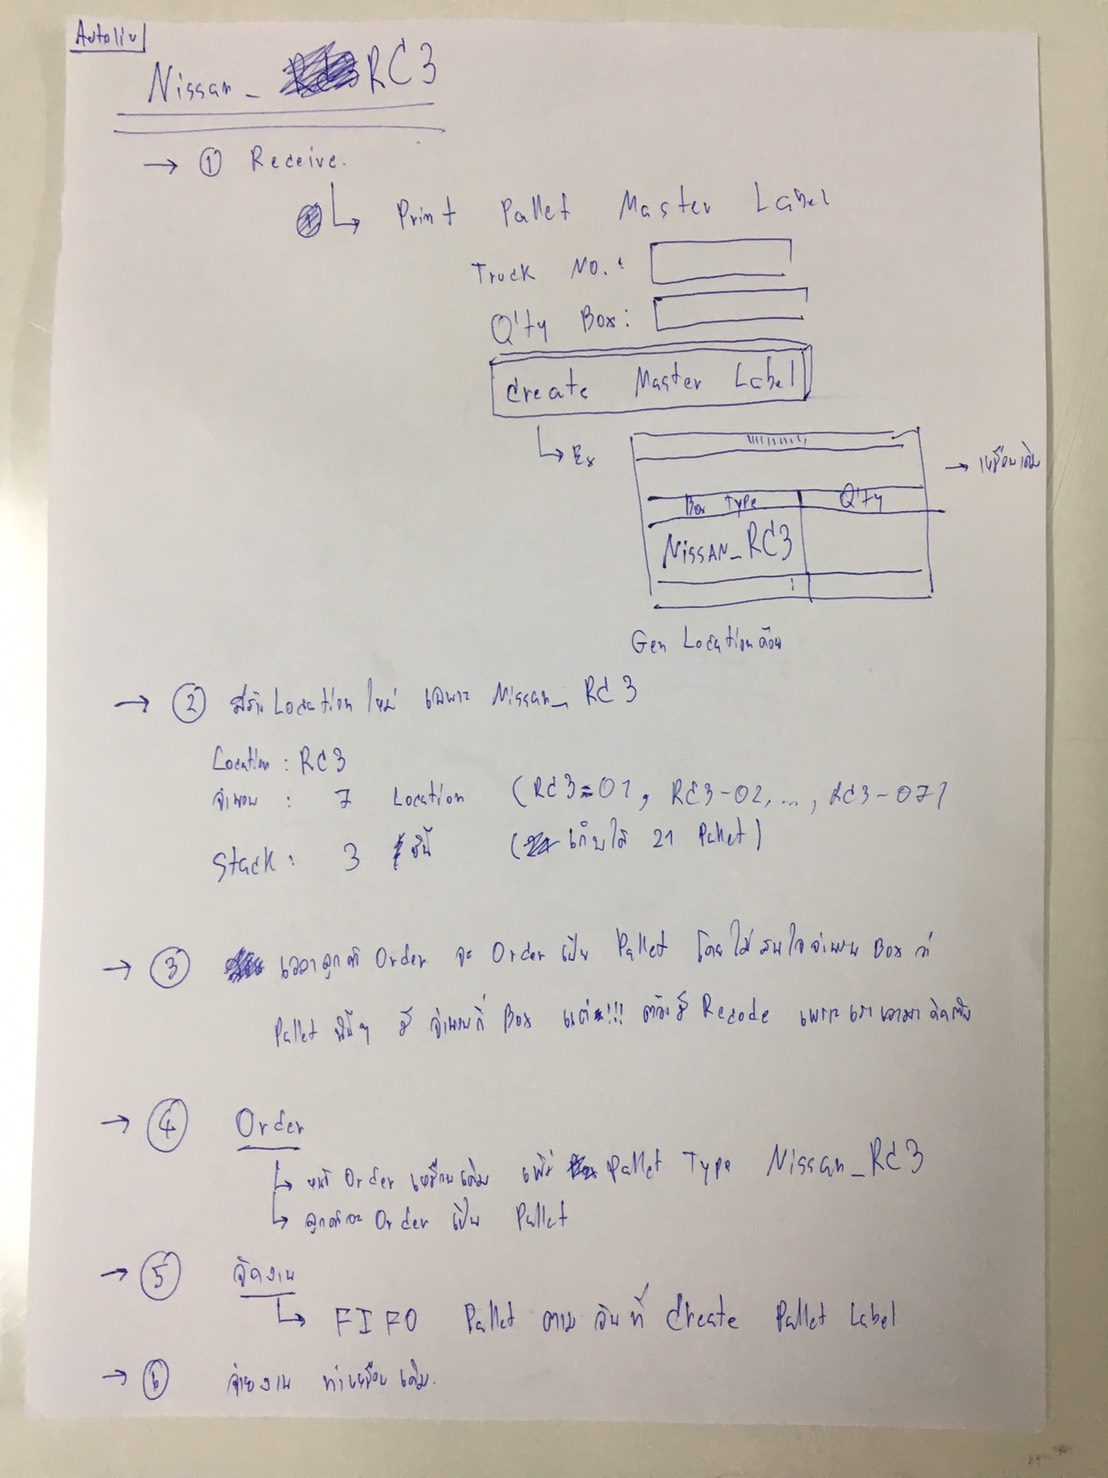 Autoliv
Nissan_ RC3
→ ① Receive.
↳ Print Pallet Master Label
Truck No. :
Q'ty Box :
Create Master Label
↳ Ex
→ เหมือนเดิม
Box Type Q'ty
NISSAN_RC3
Gen Location ด้วย
→ ② สร้าง Location ใหม่ เฉพาะ Nissan_RC3
Location : RC3
จำนวน : 7 Location (RC3-01, RC3-02, ..., RC3-07)
Stack : 3 ชั้น (เก็บได้ 21 Pallet)
→ ③ เวลาลูกค้า Order จะ Order เป็น Pallet โดยไม่สนใจจำนวน Box ว่า
Pallet นั้นๆ มี จำนวนกี่ Box แต่!!! ต้องมี Recode เพราะเราเอามาคิดเงิน
→ ④ Order
↳ หน้า Order เหมือนเดิม เพิ่ม Pallet Type Nissan_RC3
↳ ลูกค้าจะ Order เป็น Pallet
→ ⑤ จัดงาน
↳ FIFO Pallet ตาม วันที่ Create Pallet Label
→ ⑥ จ่ายงาน ทำเหมือนเดิม.